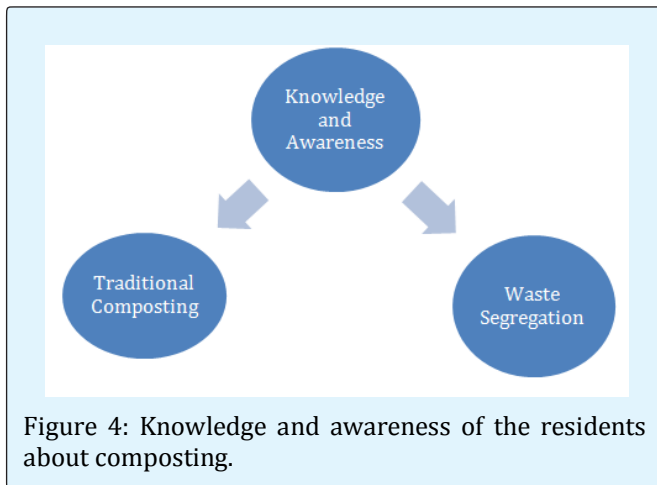 Knowledge
and
Awareness
Traditional
Composting
Waste
Segregation
Figure 4: Knowledge and awareness of the residents
about composting.